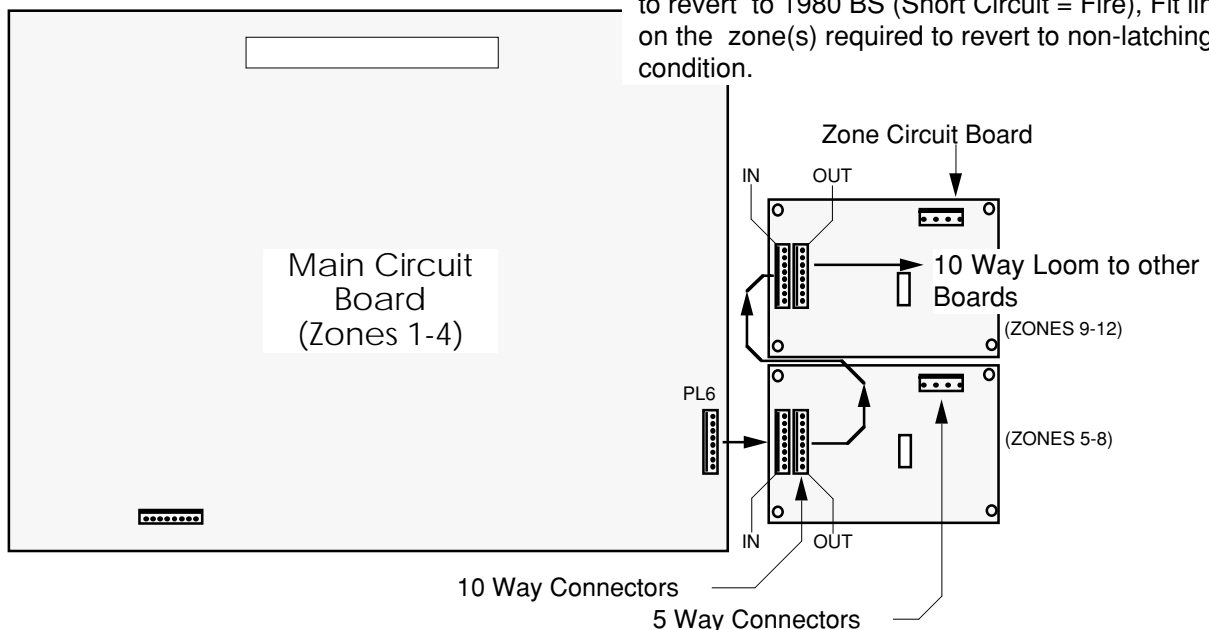 to revert to 1980 BS (Short Circuit = Fire), Fit
on the zone(s) required to revert to non-latching
condition.
Zone Circuit Board
IN OUT
Main Circuit
Board
(Zones 1-4)
10 Way Loom to other
Boards
(ZONES 9-12)
PL6
(ZONES 5-8)
IN OUT
10 Way Connectors
5 Way Connectors